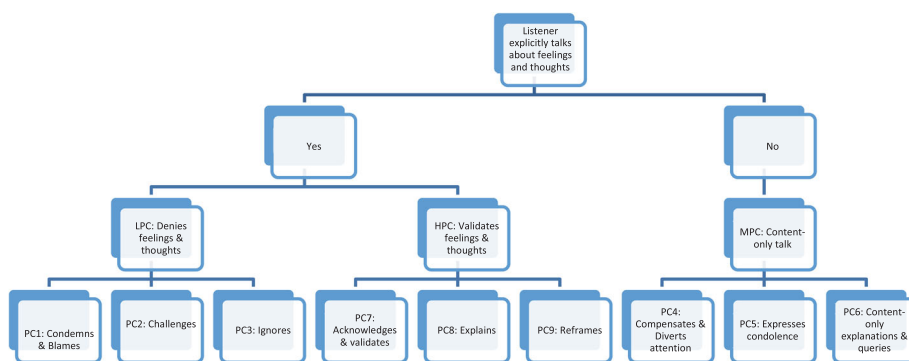 Listener
explicitly talks
about feelings
and thoughts
Yes
No
LPC: Denies
feelings &
thoughts
HPC: Validates
feelings &
thoughts
MPC: Content-
only talk
PC1: Condemns
& Blames
PC2: Challenges
PC3: Ignores
PC7:
Acknowledges
& validates
PC8: Explains
PC9: Reframes
PC4:
Compensates &
Diverts
attention
PC5: Expresses
condolence
PC6: Content-
only
explanations &
queries